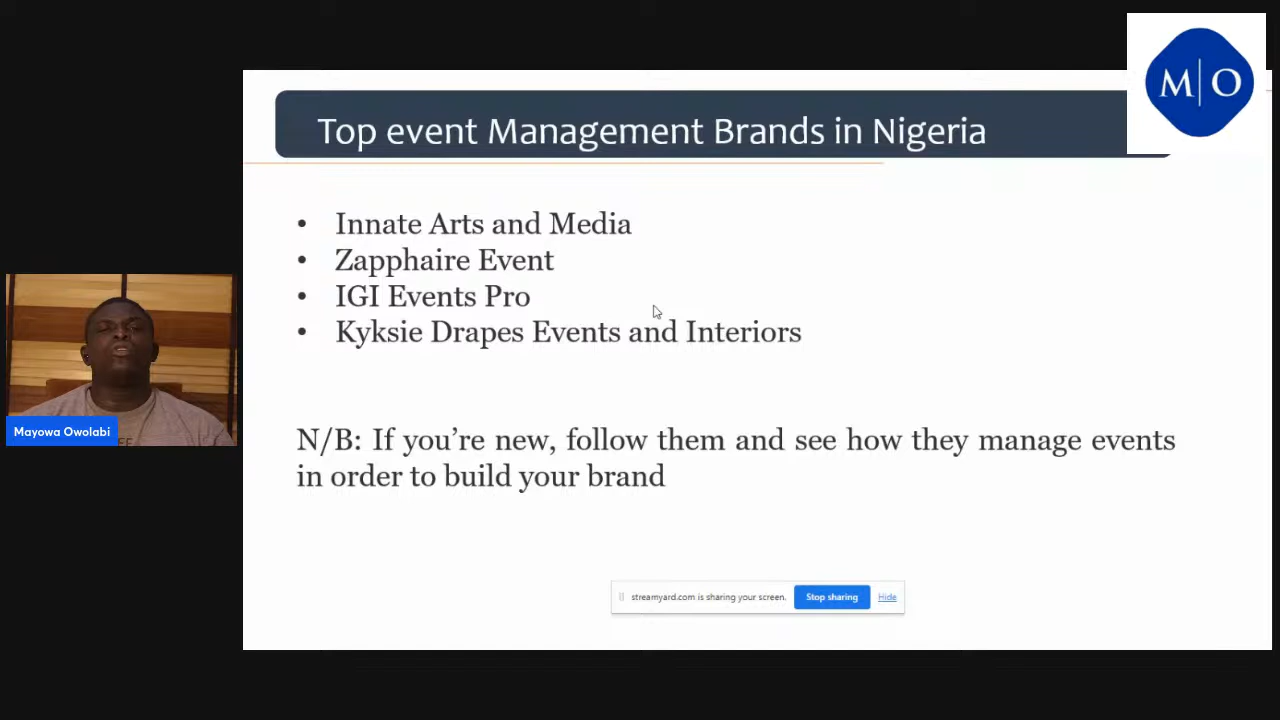 M|O
Top event Management Brands in Nigeria
• Innate Arts and Media
• Zapphaire Event
• IGI Events Pro
• Kyksie Drapes Events and Interiors
N/B: If you're new, follow them and see how they manage events
in order to build your brand
Mayowa Owolabi
streamyard.com is sharing your screen. Stop sharing Hide